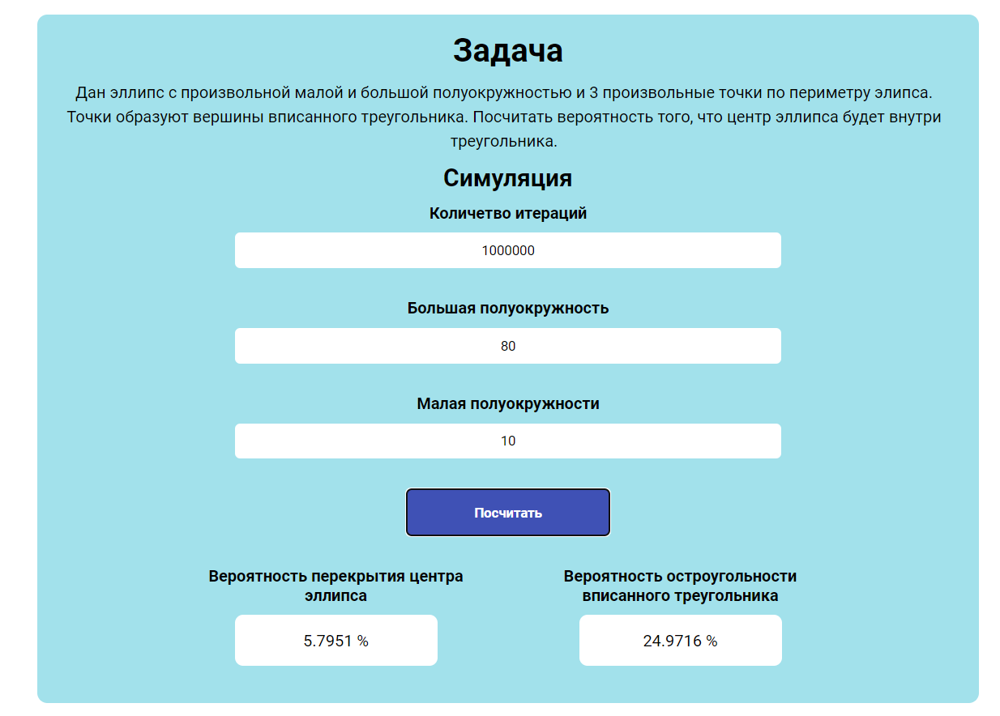 Задача
Дан эллипс с произвольной малой и большой полуокружностью и 3 произвольные точки по периметру элипса.
Точки образуют вершины вписанного треугольника. Посчитать вероятность того, что центр эллипса будет внутри
треугольника.
Симуляция
Количетво итераций
1000000
Большая полуокружность
80
Малая полуокружности
10
Посчитать
Вероятность перекрытия центра
эллипса
5.7951 %
Вероятность остроугольности
вписанного треугольника
24.9716 %